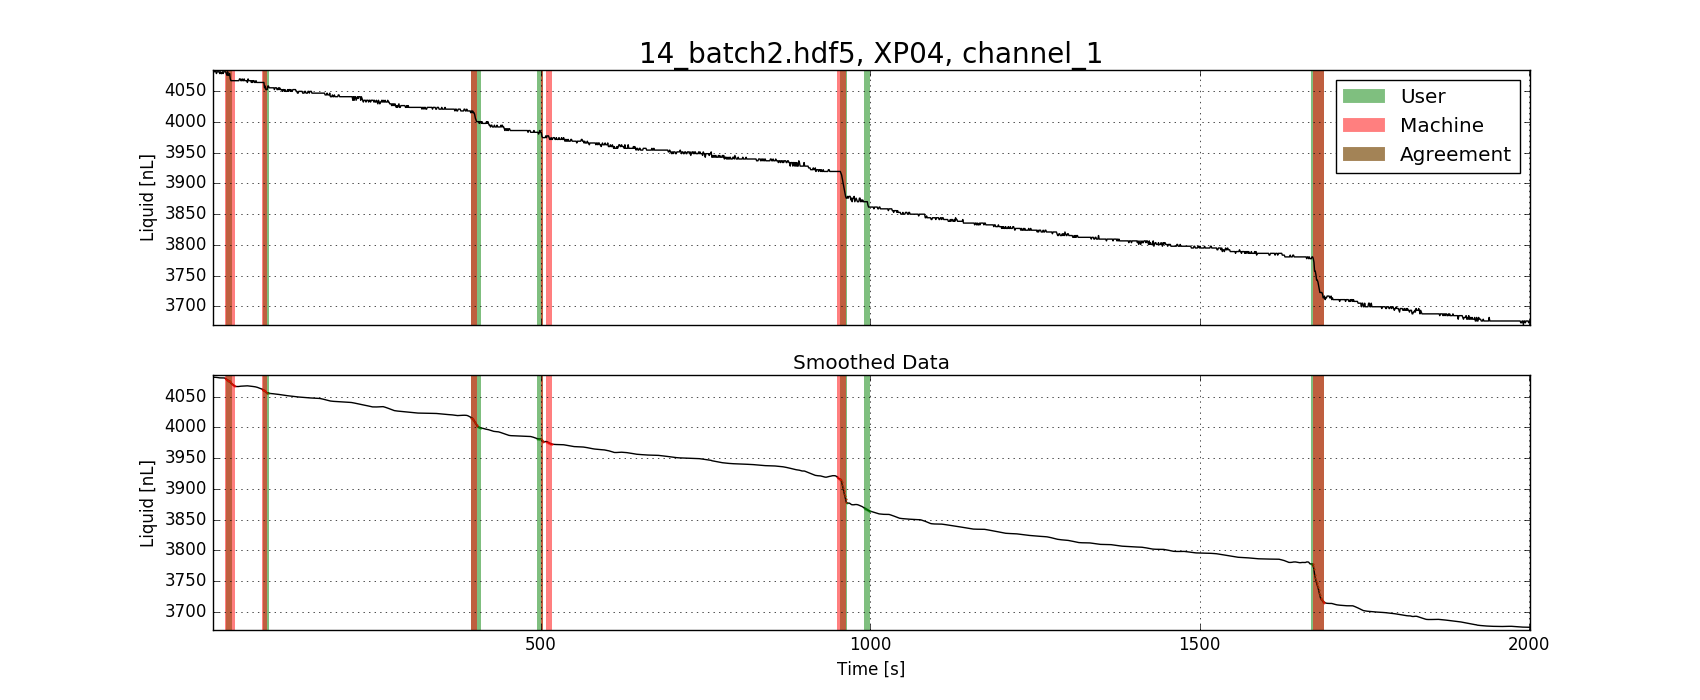 14_batch2.hdf5, XP04, channel_1
4050
4000
3950
3900
3850
3800
3750
3700
Liquid [nL]
User
Machine
Agreement
Smoothed Data
4050
4000
3950
3900
3850
3800
3750
3700
Liquid [nL]
500 1000 1500 2000
Time [s]